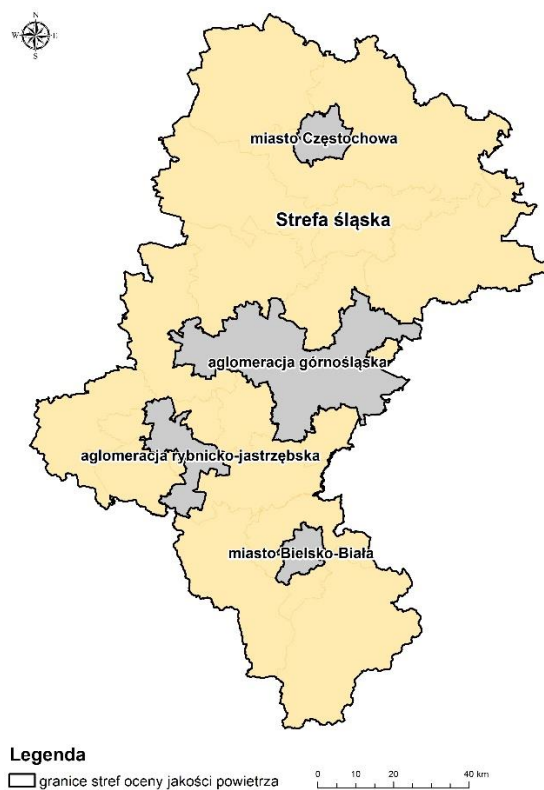 N
W E
S
miasto Częstochowa
Strefa śląska
aglomeracja górnośląska
aglomeracja rybnicko-jastrzębska
miasto Bielsko-Biała
Legenda
granice stref oceny jakości powietrza
0 10 20 40 km